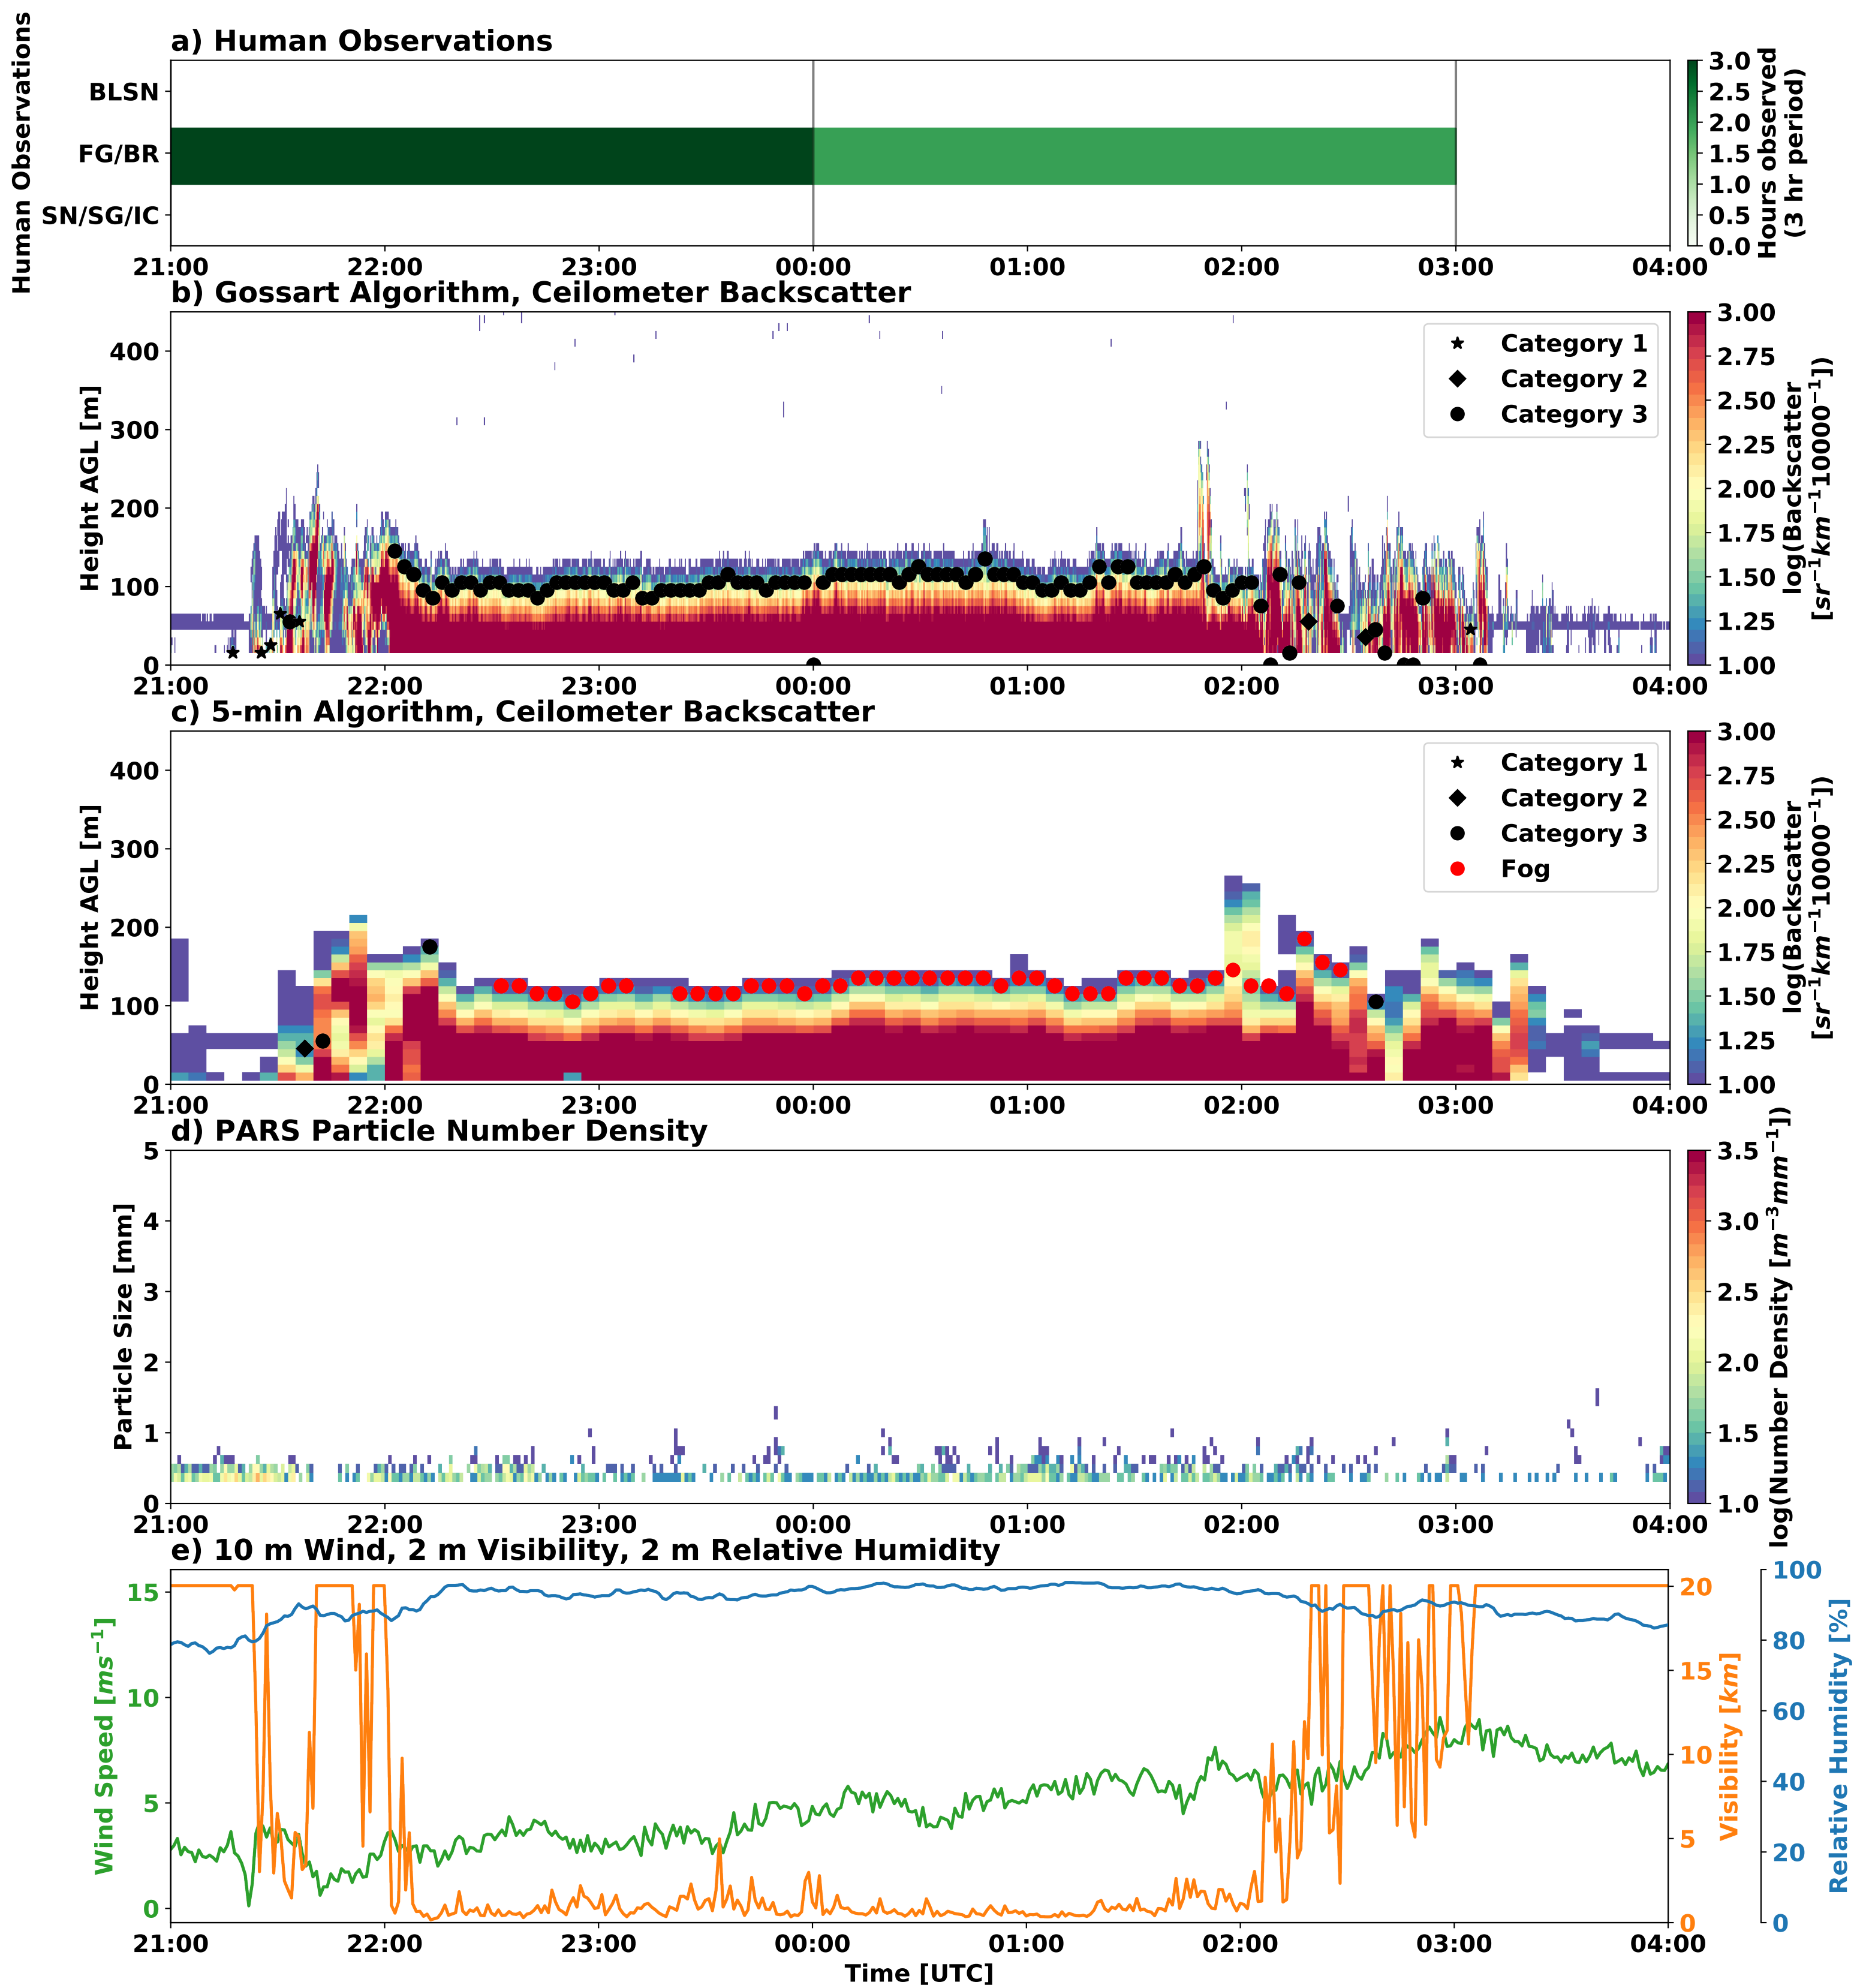 a) Human Observations
Human Observations
BLSN
FG/BR
SN/SG/IC
21:00 22:00 23:00 00:00 01:00 02:00 03:00 04:00
3.0
2.5
2.0
1.5
1.0
0.5
0.0
Hours observed
(3 hr period)
b) Gossart Algorithm, Ceilometer Backscatter
Height AGL [m]
400
300
200
100
0
Category 1
Category 2
Category 3
21:00 22:00 23:00 00:00 01:00 02:00 03:00 04:00
3.00
2.75
2.50
2.25
2.00
1.75
1.50
1.25
1.00
log(Backscatter
[sr⁻¹km⁻¹10000⁻¹])
c) 5-min Algorithm, Ceilometer Backscatter
Height AGL [m]
400
300
200
100
0
Category 1
Category 2
Category 3
Fog
21:00 22:00 23:00 00:00 01:00 02:00 03:00 04:00
3.00
2.75
2.50
2.25
2.00
1.75
1.50
1.25
1.00
log(Backscatter
[sr⁻¹km⁻¹10000⁻¹])
d) PARS Particle Number Density
Particle Size [mm]
5
4
3
2
1
0
21:00 22:00 23:00 00:00 01:00 02:00 03:00 04:00
3.5
3.0
2.5
2.0
1.5
1.0
log(Number Density [m⁻³mm⁻¹])
e) 10 m Wind, 2 m Visibility, 2 m Relative Humidity
Wind Speed [ms⁻¹]
15
10
5
0
20
15
10
5
0
Visibility [km]
100
80
60
40
20
0
Relative Humidity [%]
21:00 22:00 23:00 00:00 01:00 02:00 03:00 04:00
Time [UTC]